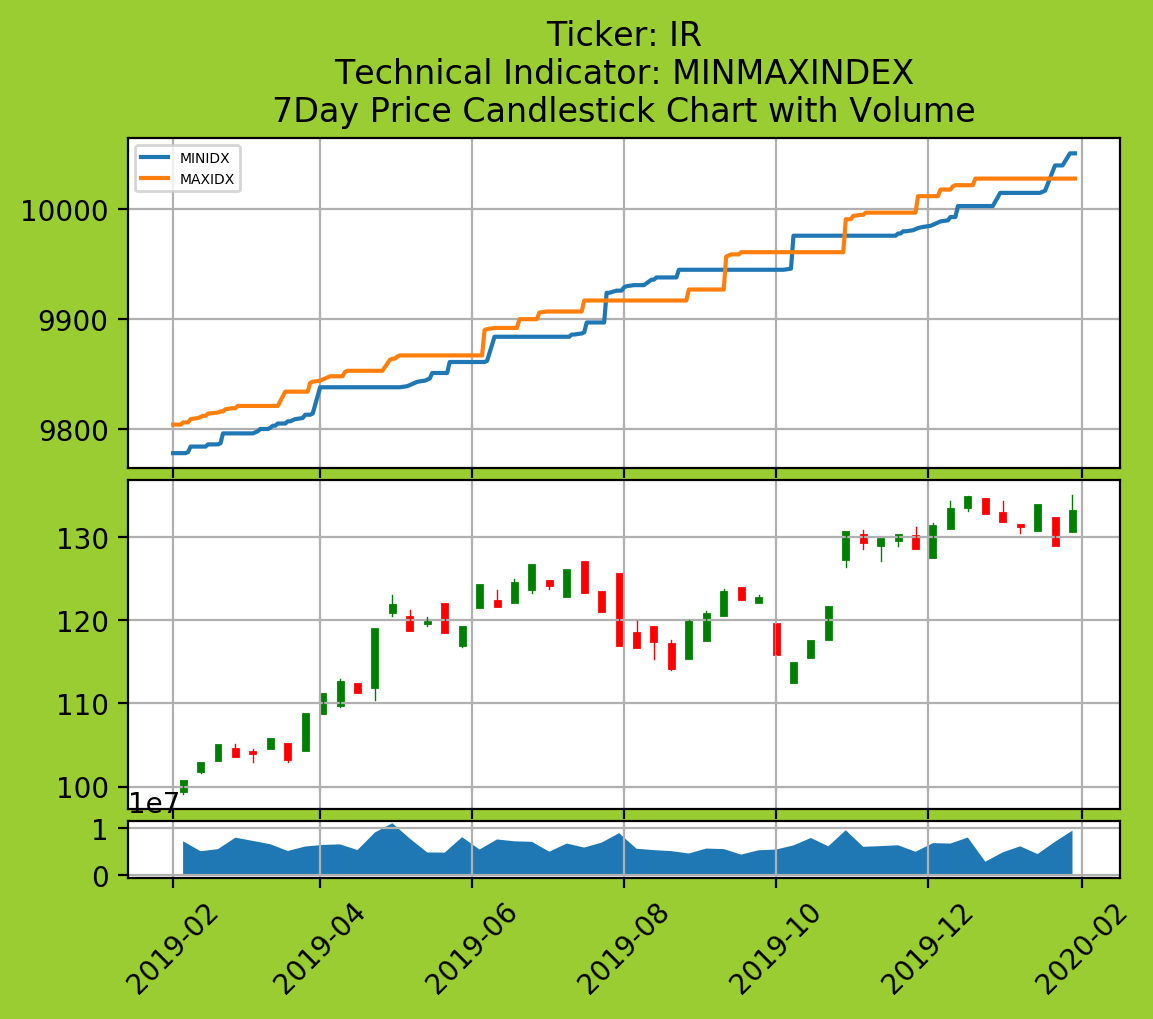 Ticker: IR
Technical Indicator: MINMAXINDEX
7Day Price Candlestick Chart with Volume
MINIDX
MAXIDX
10000
9900
9800
130
120
110
100
1e7
1
0
2019-02
2019-04
2019-06
2019-08
2019-10
2019-12
2020-02